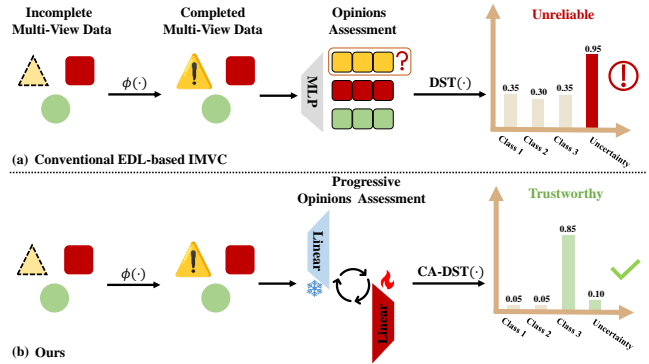 Incomplete
Multi-View Data
Completed
Multi-View Data
Opinions
Assessment
Unreliable
ϕ(·)
MLP
?
DST(·)
0.35
0.30
0.35
0.95
Class 1
Class 2
Class 3
Uncertainty
(a) Conventional EDL-based IMVC
Progressive
Opinions Assessment
Trustworthy
ϕ(·)
Linear
Linear
CA-DST(·)
0.05
0.05
0.85
0.10
Class 1
Class 2
Class 3
Uncertainty
(b) Ours